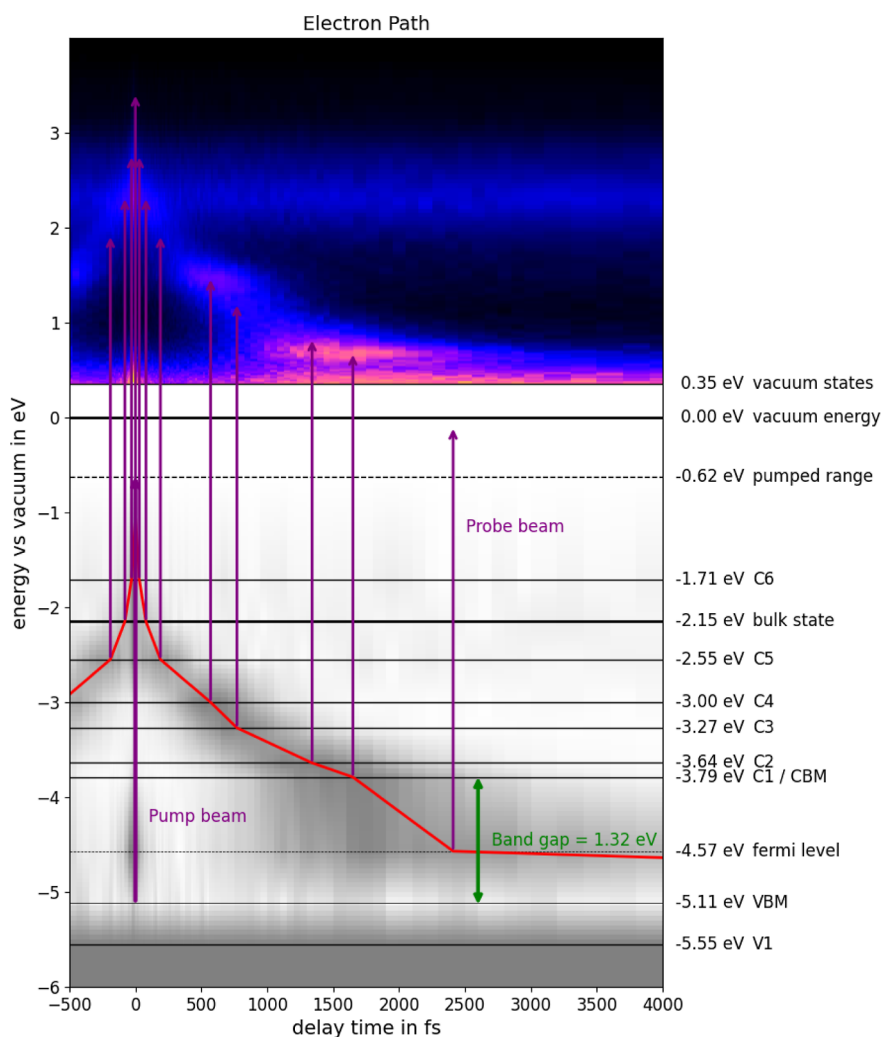 Electron Path
3
2
1
0
−1
−2
−3
−4
−5
−6
energy vs vacuum in eV
0.35 eV vacuum states
0.00 eV vacuum energy
-0.62 eV pumped range
Probe beam
-1.71 eV C6
-2.15 eV bulk state
-2.55 eV C5
-3.00 eV C4
-3.27 eV C3
-3.64 eV C2
-3.79 eV C1 / CBM
Pump beam
Band gap = 1.32 eV
-4.57 eV fermi level
-5.11 eV VBM
-5.55 eV V1
−500 0 500 1000 1500 2000 2500 3000 3500 4000
delay time in fs